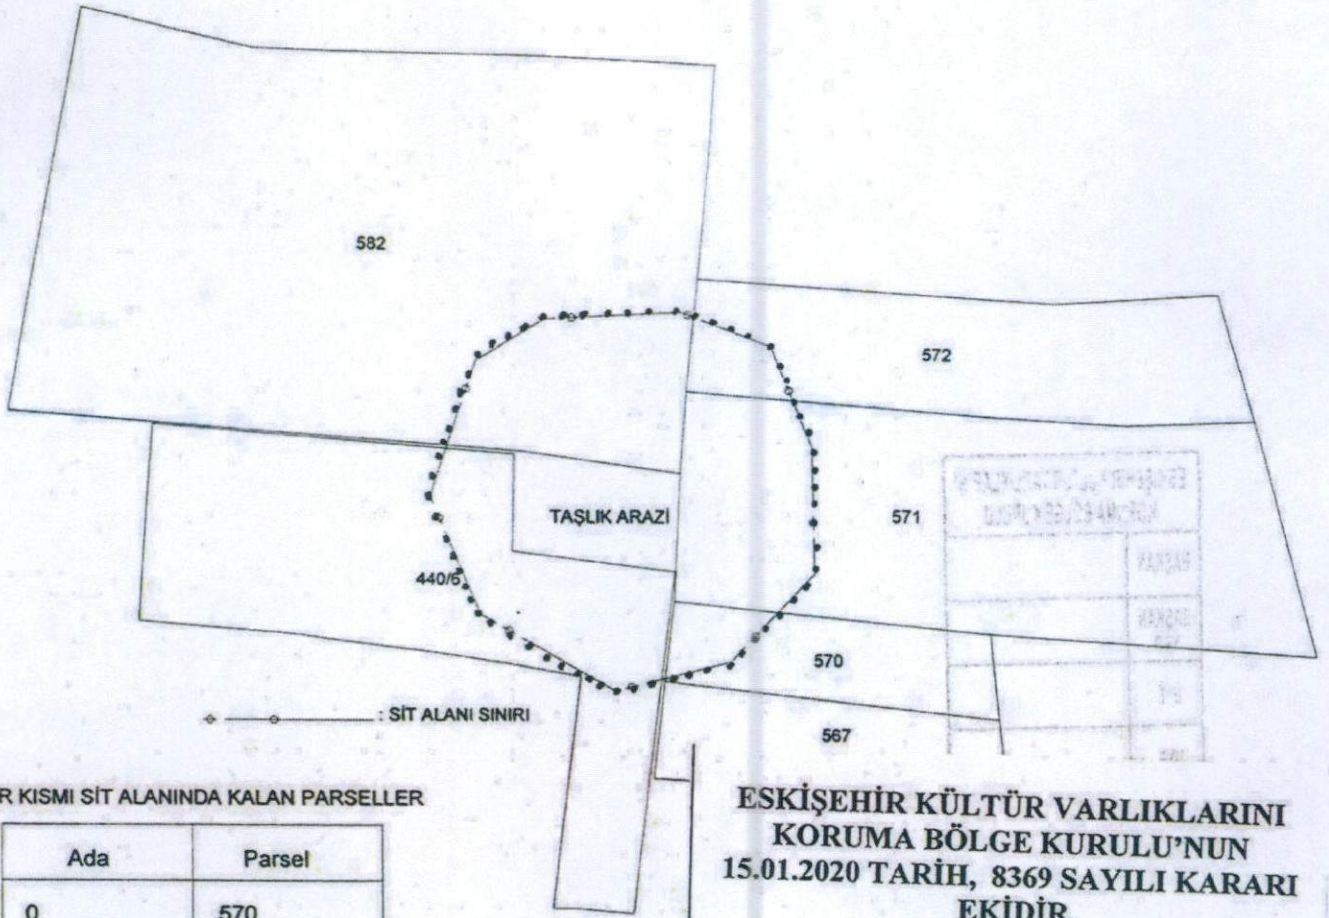 582
572
TAŞLIK ARAZİ
571
440/6
570
: SİT ALANI SINIRI
567
R KISMI SİT ALANINDA KALAN PARSELLER
Ada Parsel
0 570
ESKİŞEHİR KÜLTÜR VARLIKLARINI
KORUMA BÖLGE KURULU’NUN
15.01.2020 TARİH, 8369 SAYILI KARARI
EKİDİR